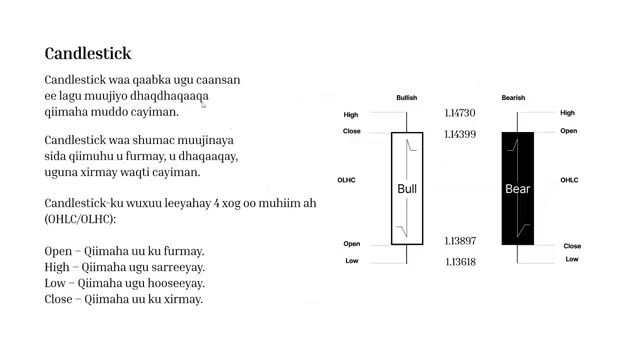 Candlestick
Candlestick waa qaabka ugu caansan
ee lagu muujiyo dhaqdhaqaaqa
qiimaha muddo cayiman.
Candlestick waa shumac muujinaya
sida qiimuhu u furmay, u dhaqaaqay,
uguna xirmay waqti cayiman.
Candlestick-ku wuxuu leeyahay 4 xog oo muhiim ah
(OHLC/OLHC):
Open – Qiimaha uu ku furmay.
High – Qiimaha ugu sarreeyay.
Low – Qiimaha ugu hooseeyay.
Close – Qiimaha uu ku xirmay.
Bullish
Bearish
High
1.14730
High
Close
1.14399
Open
OLHC
Bull
Bear
OHLC
Open
1.13897
Close
Low
1.13618
Low